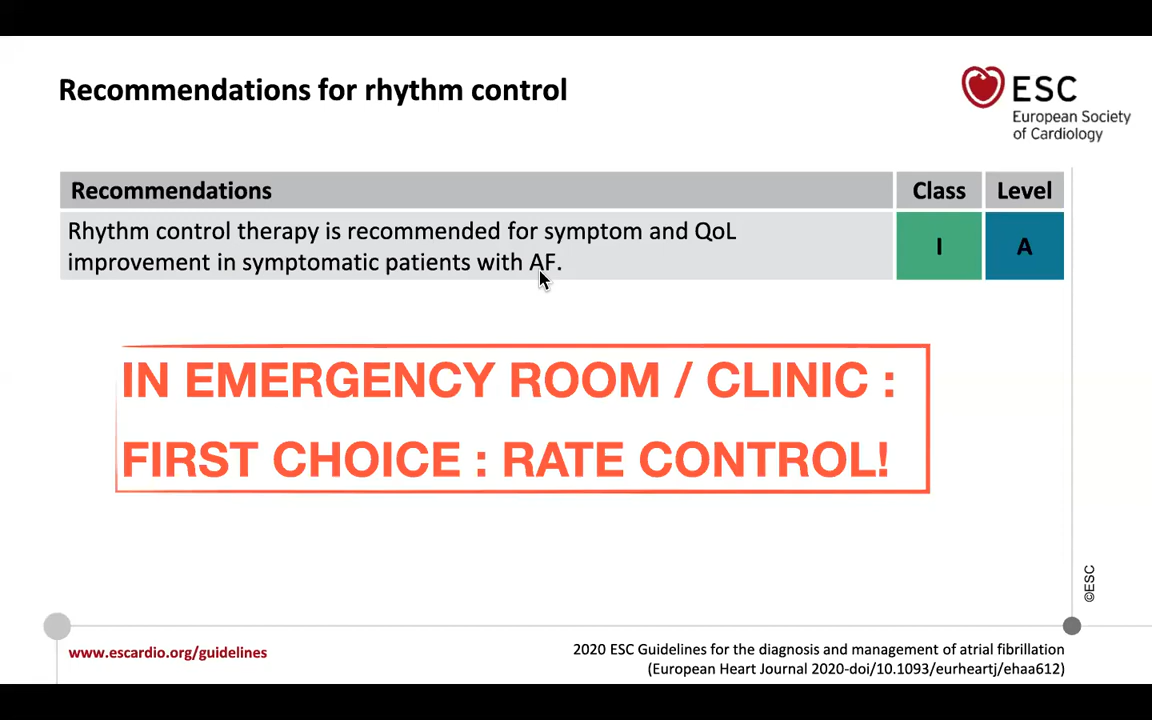 Recommendations for rhythm control
ESC
European Society
of Cardiology
Recommendations Class Level
Rhythm control therapy is recommended for symptom and QoL
improvement in symptomatic patients with AF.
I A
IN EMERGENCY ROOM / CLINIC :
FIRST CHOICE : RATE CONTROL!
©ESC
www.escardio.org/guidelines
2020 ESC Guidelines for the diagnosis and management of atrial fibrillation
(European Heart Journal 2020-doi/10.1093/eurheartj/ehaa612)